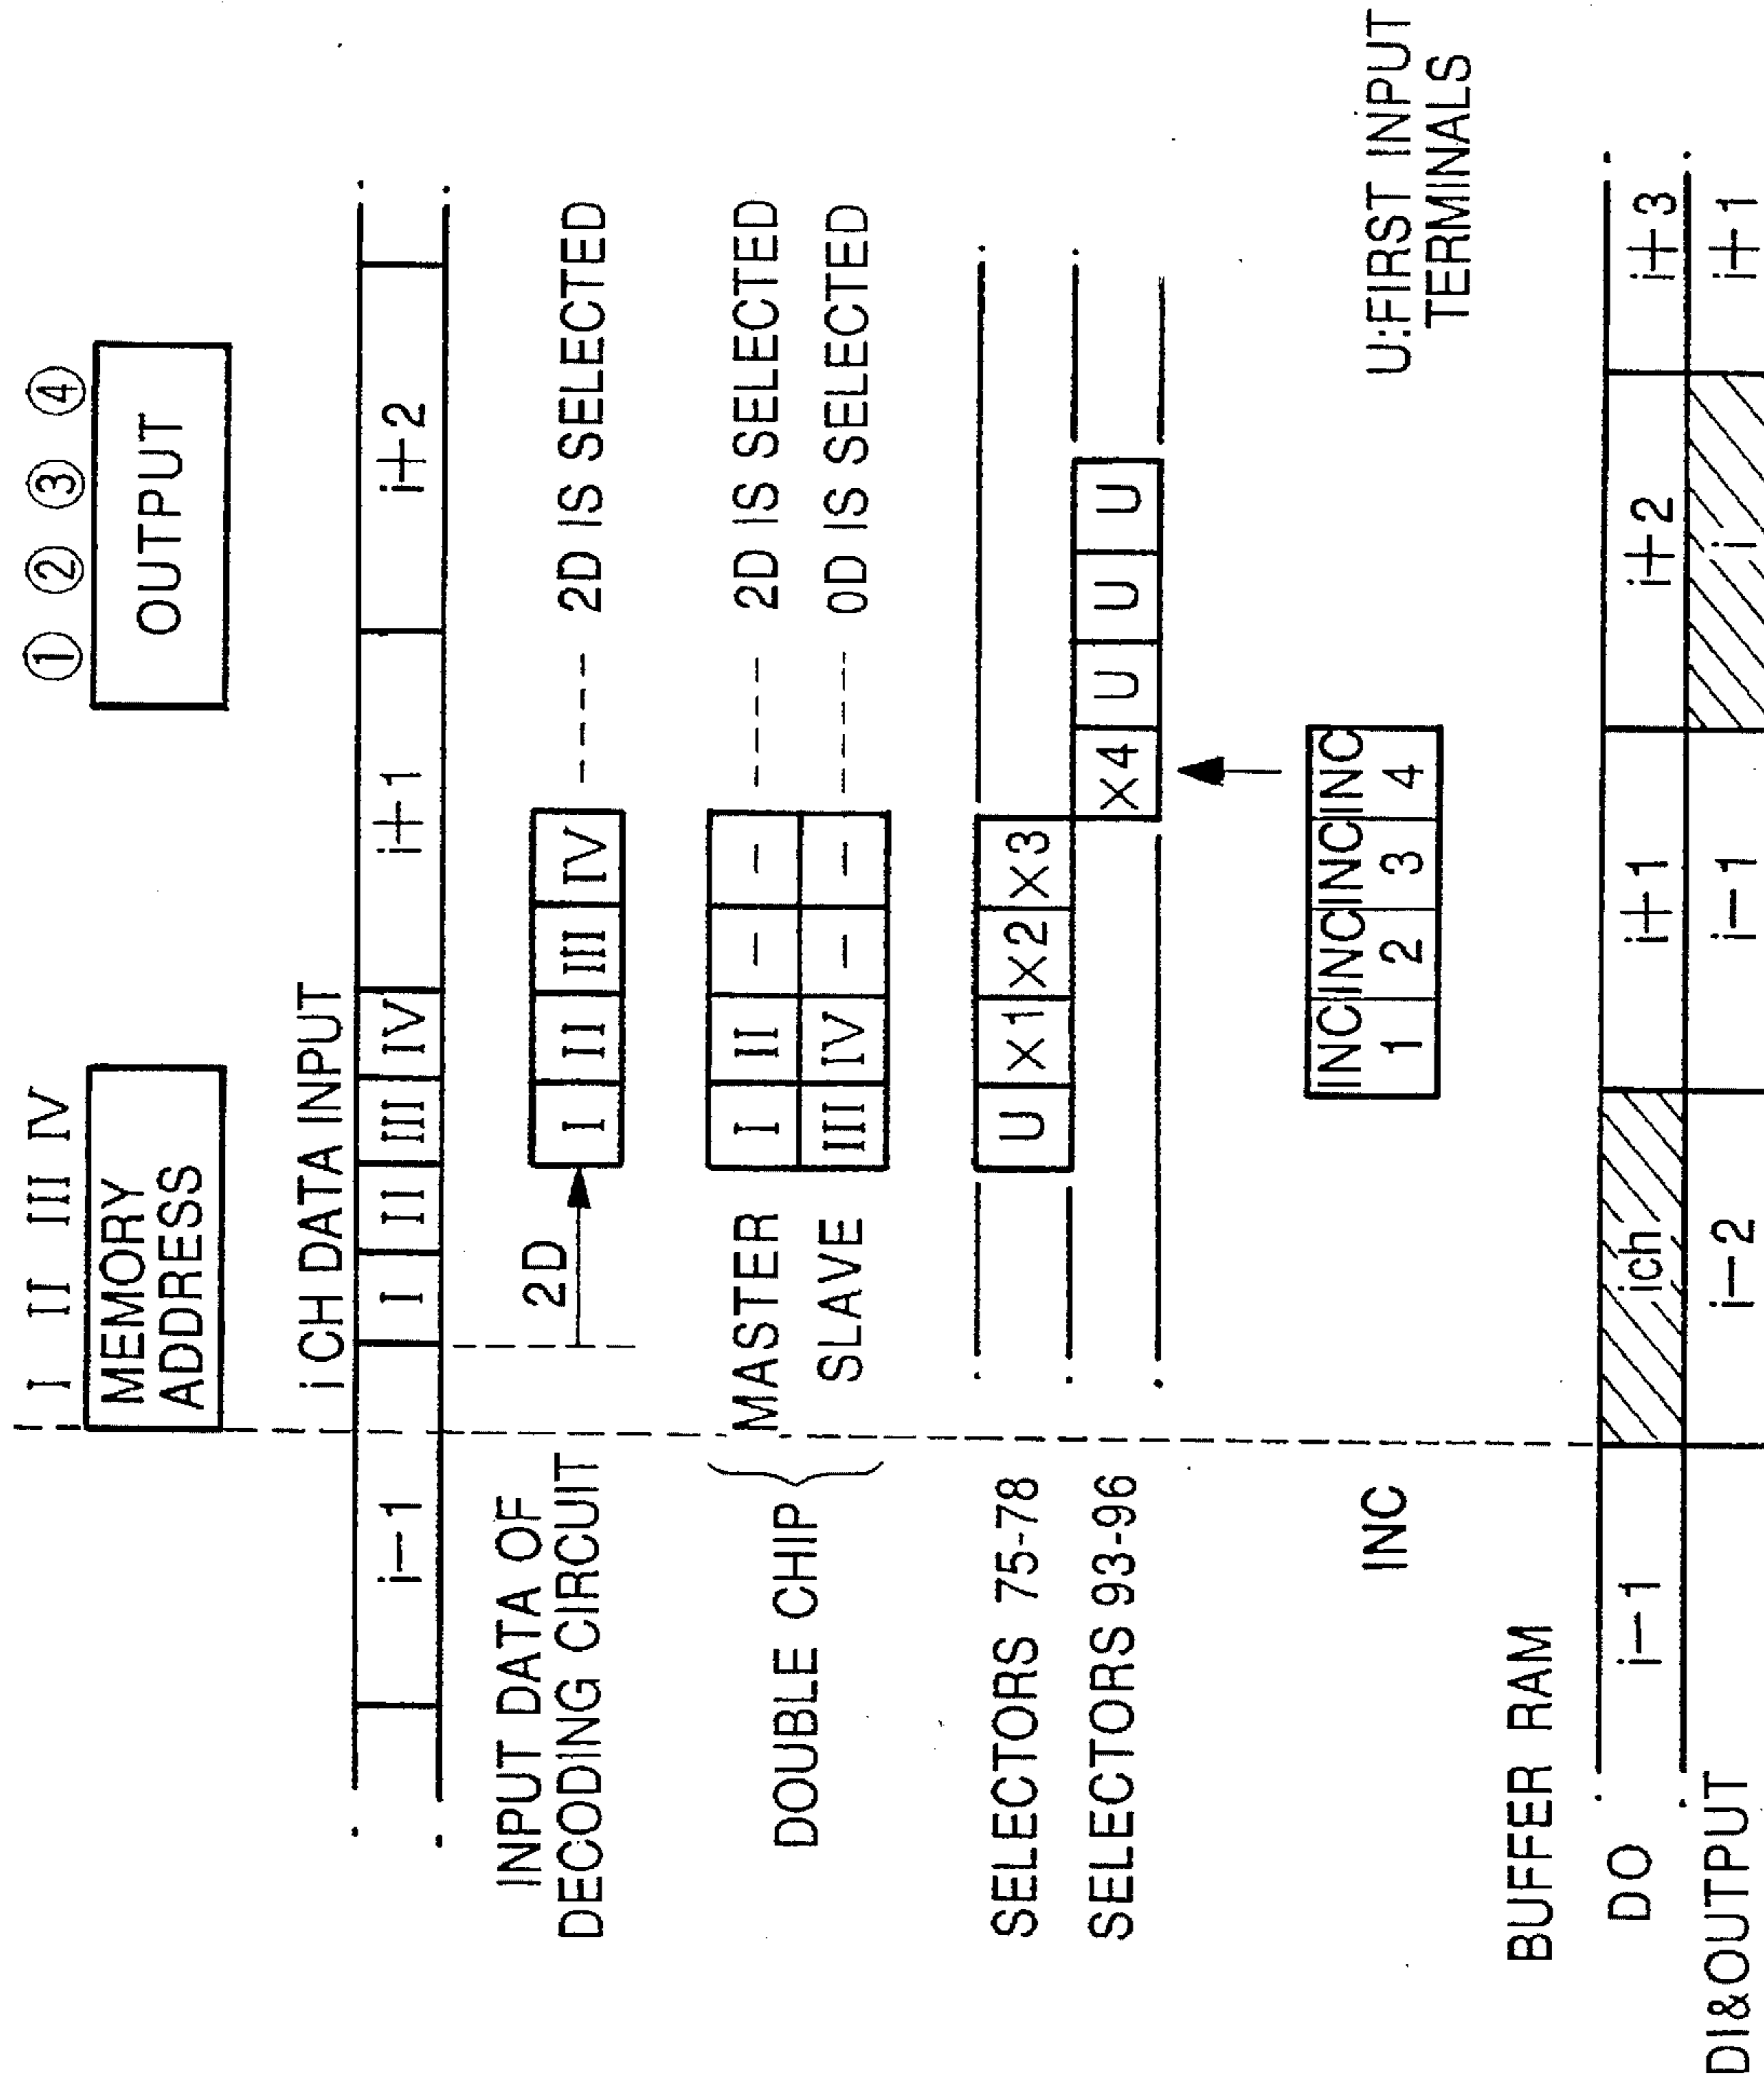 I II III IV
① ② ③ ④
MEMORY
ADDRESS
OUTPUT
i CH DATA INPUT
i−1 I II III IV i+1 i+2
INPUT DATA OF
DECODING CIRCUIT
2D
I II III IV ---- 2D IS SELECTED
DOUBLE CHIP
MASTER I II − − ---- 2D IS SELECTED
SLAVE III IV − − ---- 0D IS SELECTED
SELECTORS 75-78 U ×1 ×2 ×3
SELECTORS 93-96 ×4 U U U
INC
INC INC INC INC
1 2 3 4
U:FIRST INPUT
TERMINALS
BUFFER RAM
DO i−1 ich i+1 i+2 i+3
DI&OUTPUT i−2 i−1 i i+1